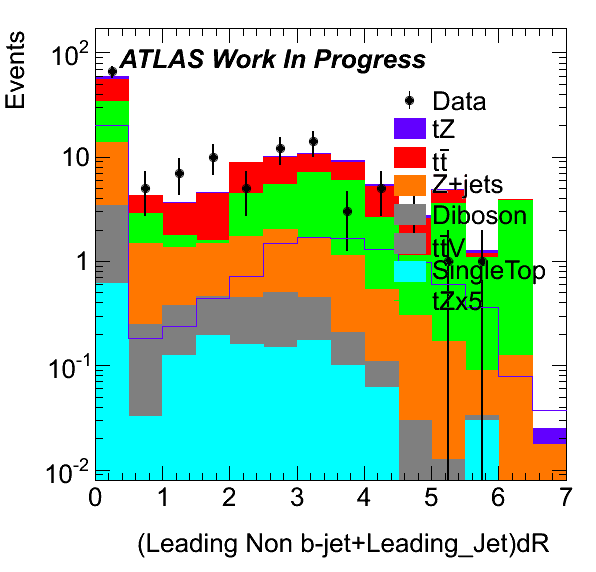 Events
ATLAS Work In Progress
Data
tZ
tt̄
Z+jets
Diboson
tt̄V
SingleTop
tZx5
10²
10
1
10⁻¹
10⁻²
0 1 2 3 4 5 6 7
(Leading Non b-jet+Leading_Jet)dR